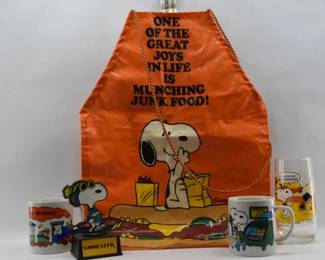 ONE
OF THE
GREAT
JOYS
IN LIFE
IS
MUNCHING
JUNK FOOD!
GOOD LUCK